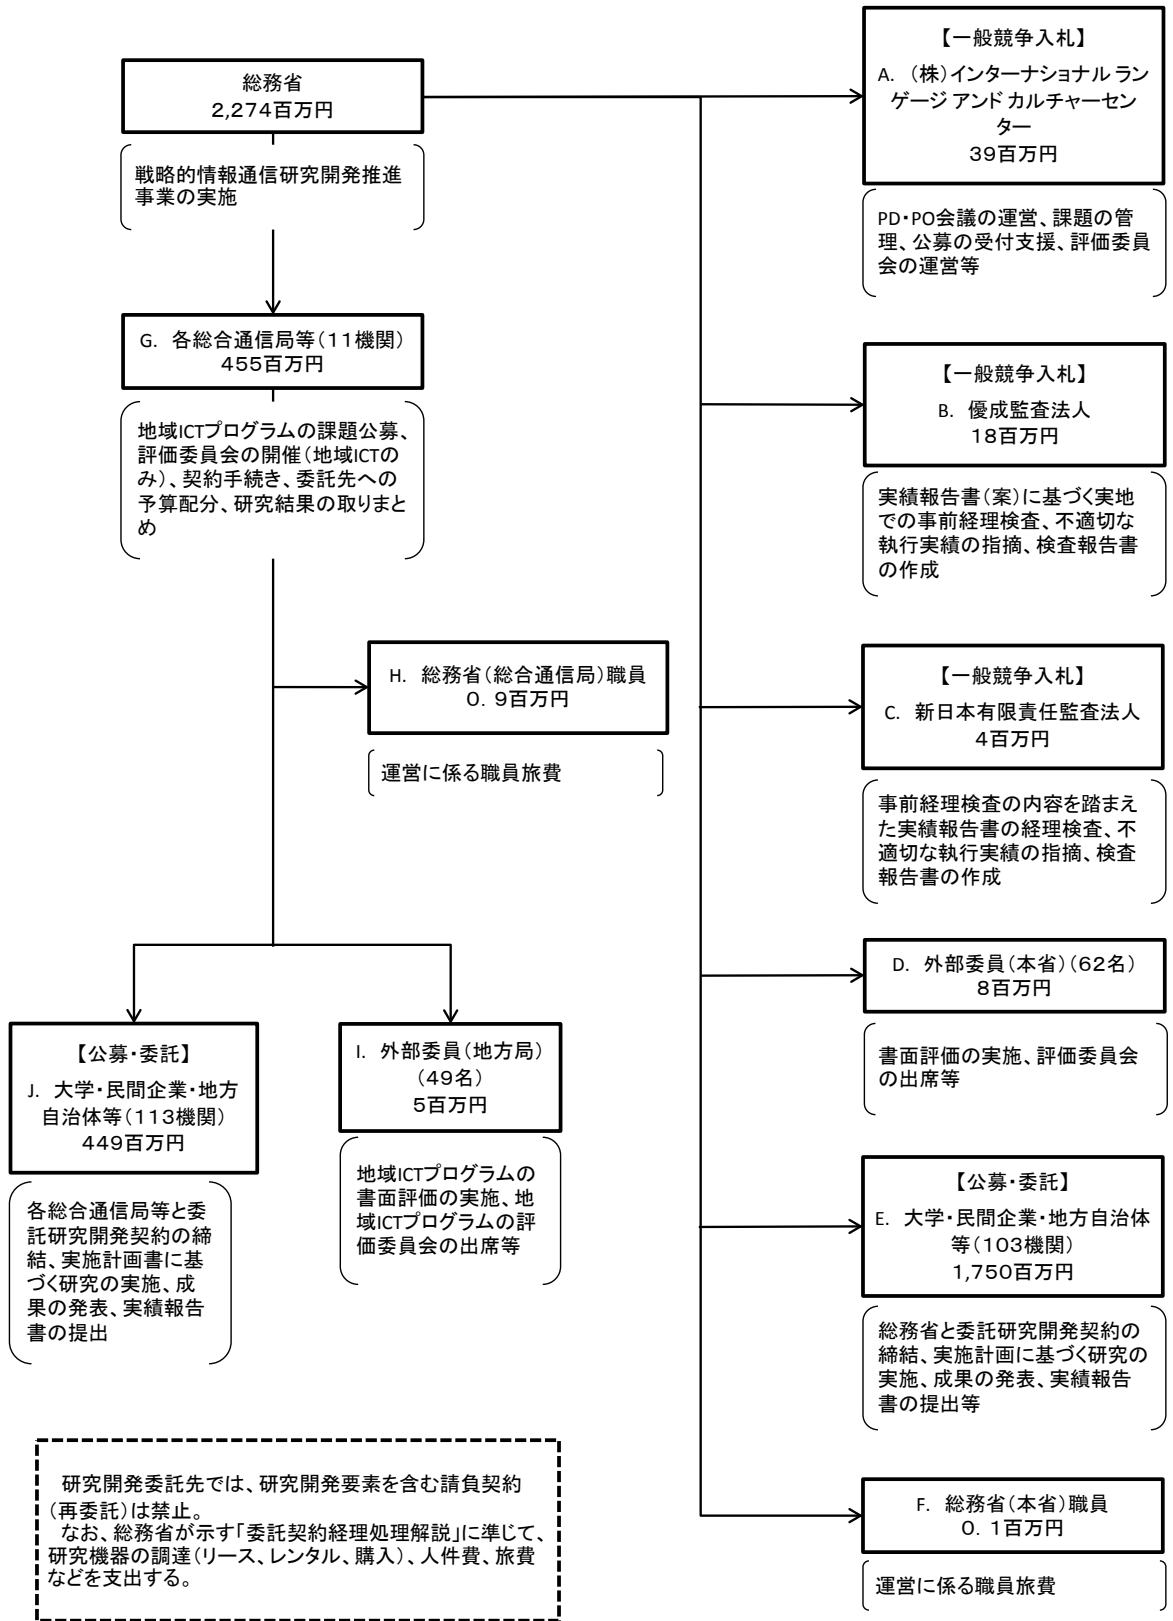 総務省
2,274百万円
戦略的情報通信研究開発推進
事業の実施
G. 各総合通信局等(11機関)
455百万円
地域ICTプログラムの課題公募、
評価委員会の開催(地域ICTの
み)、契約手続き、委託先への
予算配分、研究結果の取りまと
め
H. 総務省(総合通信局)職員
0.9百万円
運営に係る職員旅費
【公募・委託】
J. 大学・民間企業・地方
自治体等(113機関)
449百万円
各総合通信局等と委
託研究開発契約の締
結、実施計画書に基
づく研究の実施、成
果の発表、実績報告
書の提出
I. 外部委員(地方局)
(49名)
5百万円
地域ICTプログラムの
書面評価の実施、地
域ICTプログラムの評
価委員会の出席等
研究開発委託先では、研究開発要素を含む請負契約
(再委託)は禁止。
なお、総務省が示す「委託契約経理処理解説」に準じて、
研究機器の調達(リース、レンタル、購入)、人件費、旅費
などを支出する。
【一般競争入札】
A. (株)インターナショナル ラン
ゲージ アンド カルチャーセン
ター
39百万円
PD・PO会議の運営、課題の管
理、公募の受付支援、評価委員
会の運営等
【一般競争入札】
B. 優成監査法人
18百万円
実績報告書(案)に基づく実地
での事前経理検査、不適切な
執行実績の指摘、検査報告書
の作成
【一般競争入札】
C. 新日本有限責任監査法人
4百万円
事前経理検査の内容を踏まえ
た実績報告書の経理検査、不
適切な執行実績の指摘、検査
報告書の作成
D. 外部委員(本省)(62名)
8百万円
書面評価の実施、評価委員会
の出席等
【公募・委託】
E. 大学・民間企業・地方自治体
等(103機関)
1,750百万円
総務省と委託研究開発契約の
締結、実施計画に基づく研究の
実施、成果の発表、実績報告
書の提出等
F. 総務省(本省)職員
0.1百万円
運営に係る職員旅費